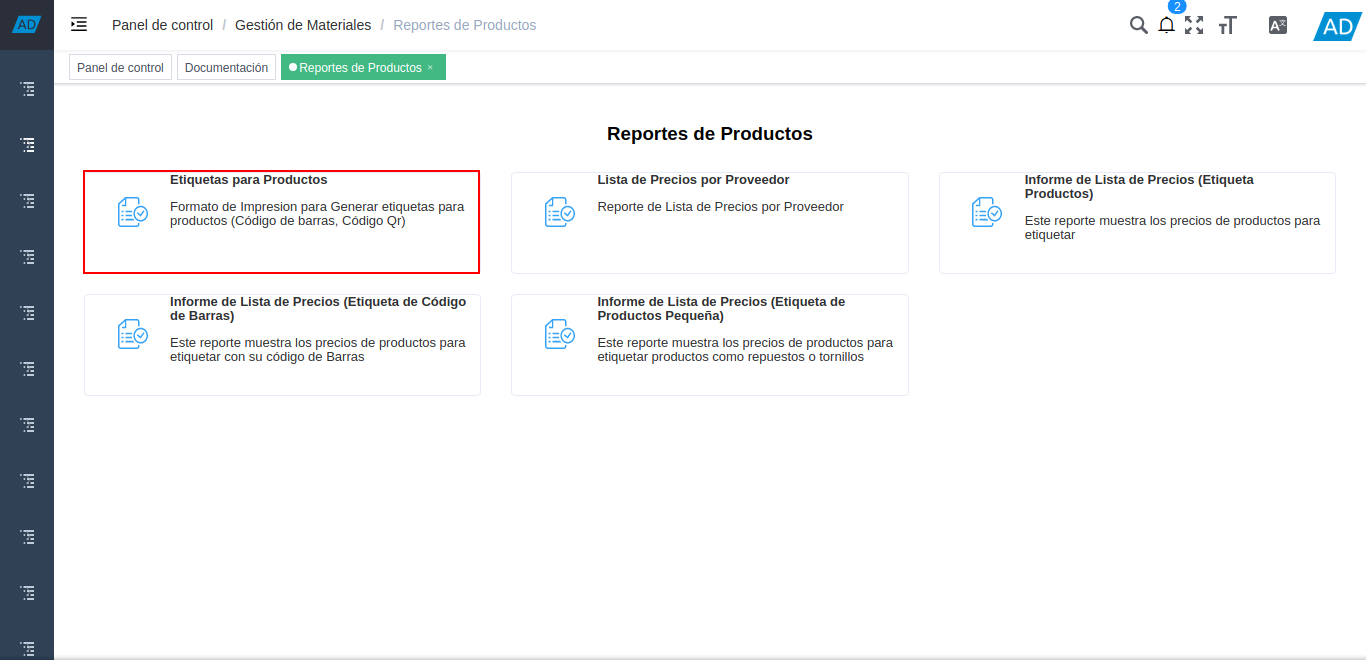 AD
Panel de control / Gestión de Materiales / Reportes de Productos
2
A
AD
Panel de control
Documentación
Reportes de Productos ×
Reportes de Productos
Etiquetas para Productos
Formato de Impresion para Generar etiquetas para
productos (Código de barras, Código Qr)
Lista de Precios por Proveedor
Reporte de Lista de Precios por Proveedor
Informe de Lista de Precios (Etiqueta
Productos)
Este reporte muestra los precios de productos para
etiquetar
Informe de Lista de Precios (Etiqueta de Código
de Barras)
Este reporte muestra los precios de productos para
etiquetar con su código de Barras
Informe de Lista de Precios (Etiqueta de
Productos Pequeña)
Este reporte muestra los precios de productos para
etiquetar productos como repuestos o tornillos